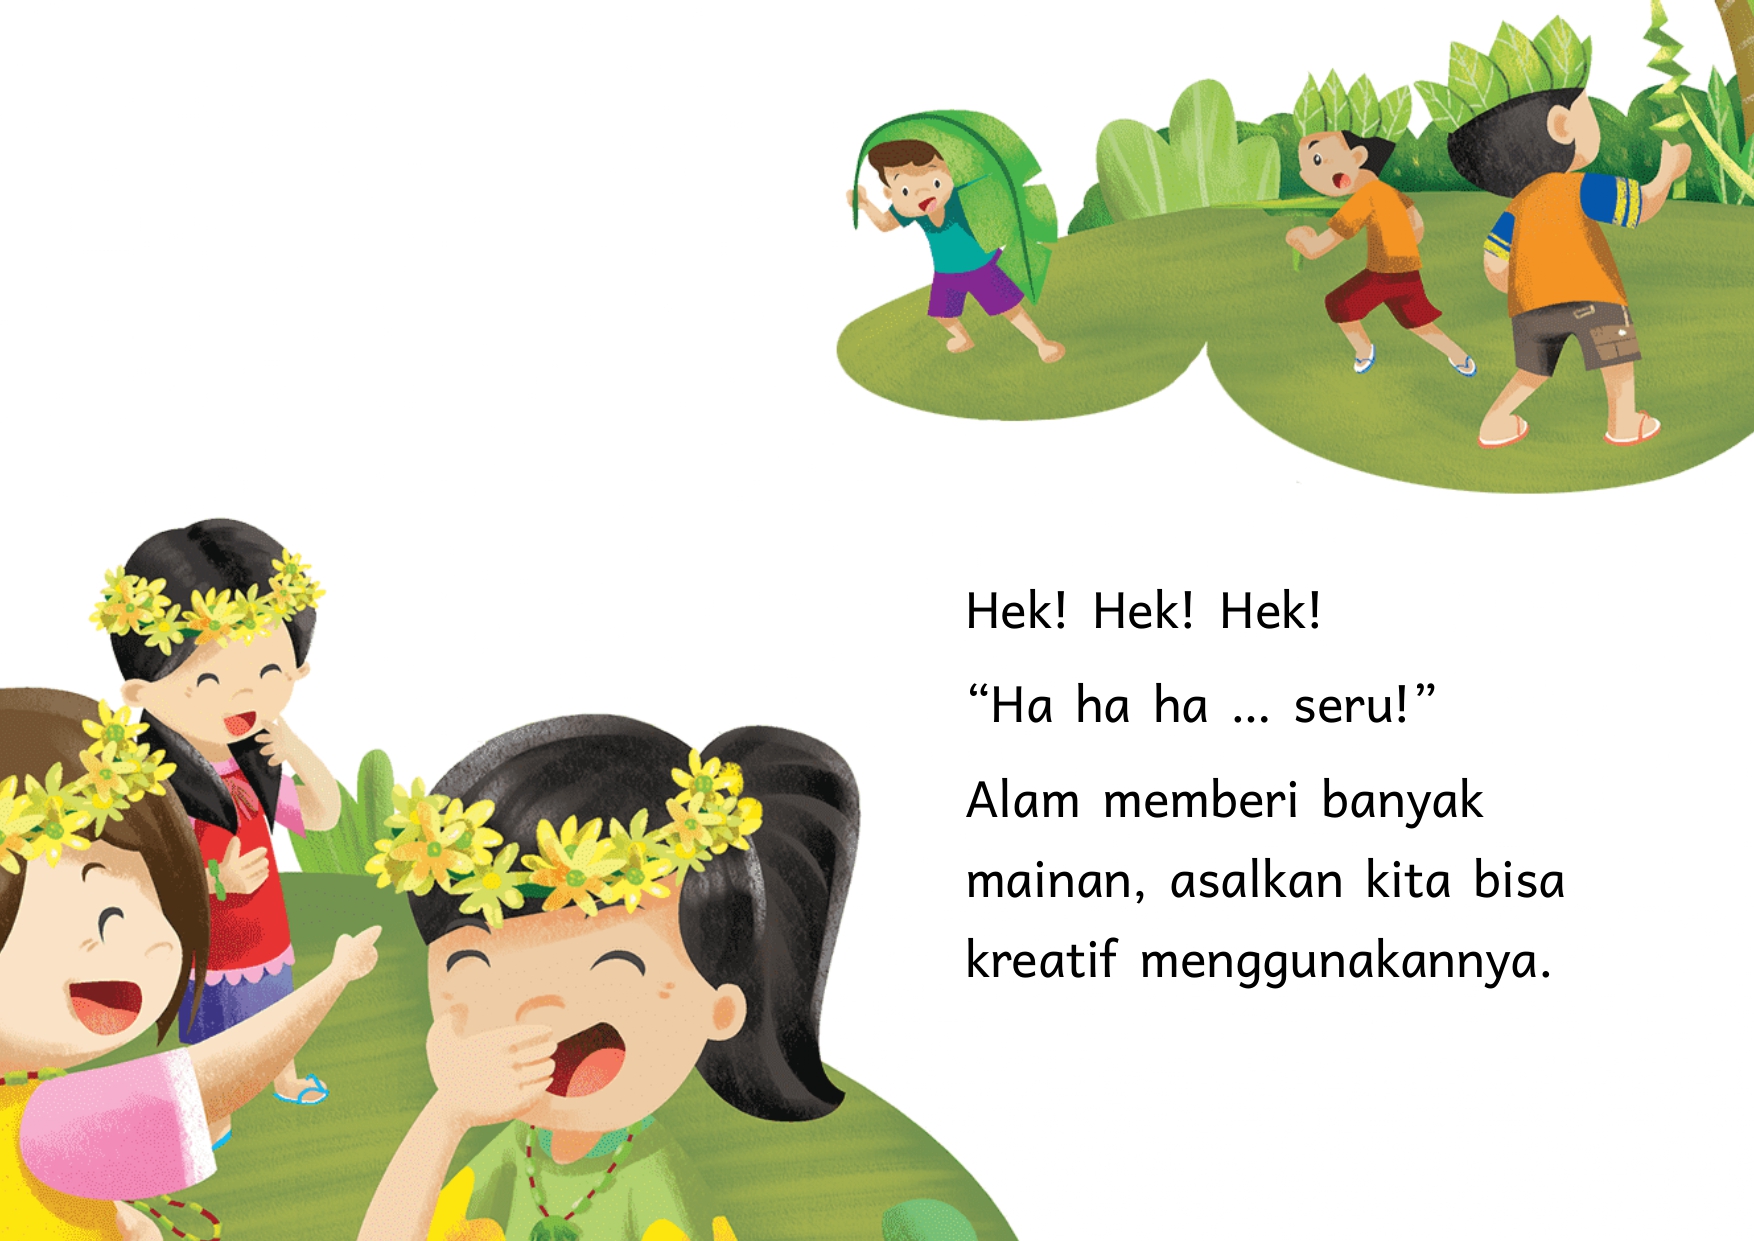 Hek! Hek! Hek!
“Ha ha ha ... seru!”
Alam memberi banyak
mainan, asalkan kita bisa
kreatif menggunakannya.